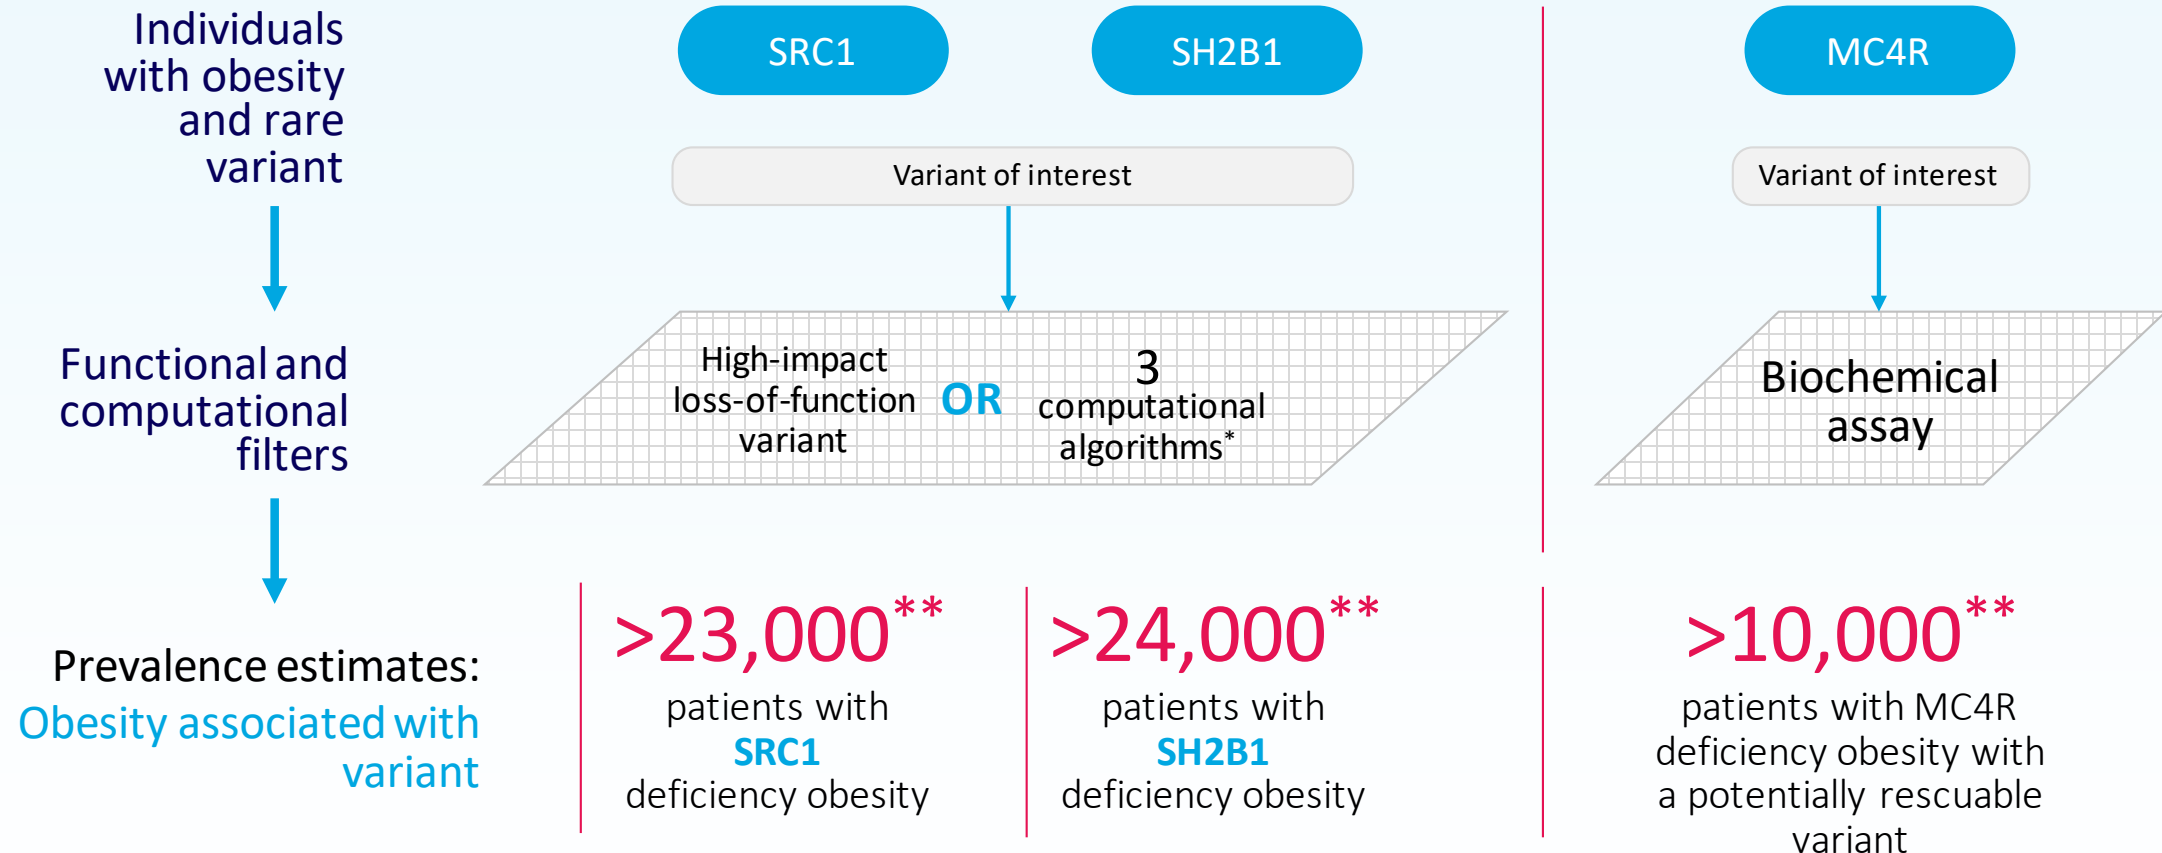 Individuals
with obesity
and rare
variant
SRC1
SH2B1
MC4R
Variant of interest
Variant of interest
Functional and
computational
filters
High-impact
loss-of-function
variant
OR
3
computational
algorithms*
Biochemical
assay
Prevalence estimates:
Obesity associated with
variant
>23,000**
patients with
SRC1
deficiency obesity
>24,000**
patients with
SH2B1
deficiency obesity
>10,000**
patients with MC4R
deficiency obesity with
a potentially rescuable
variant